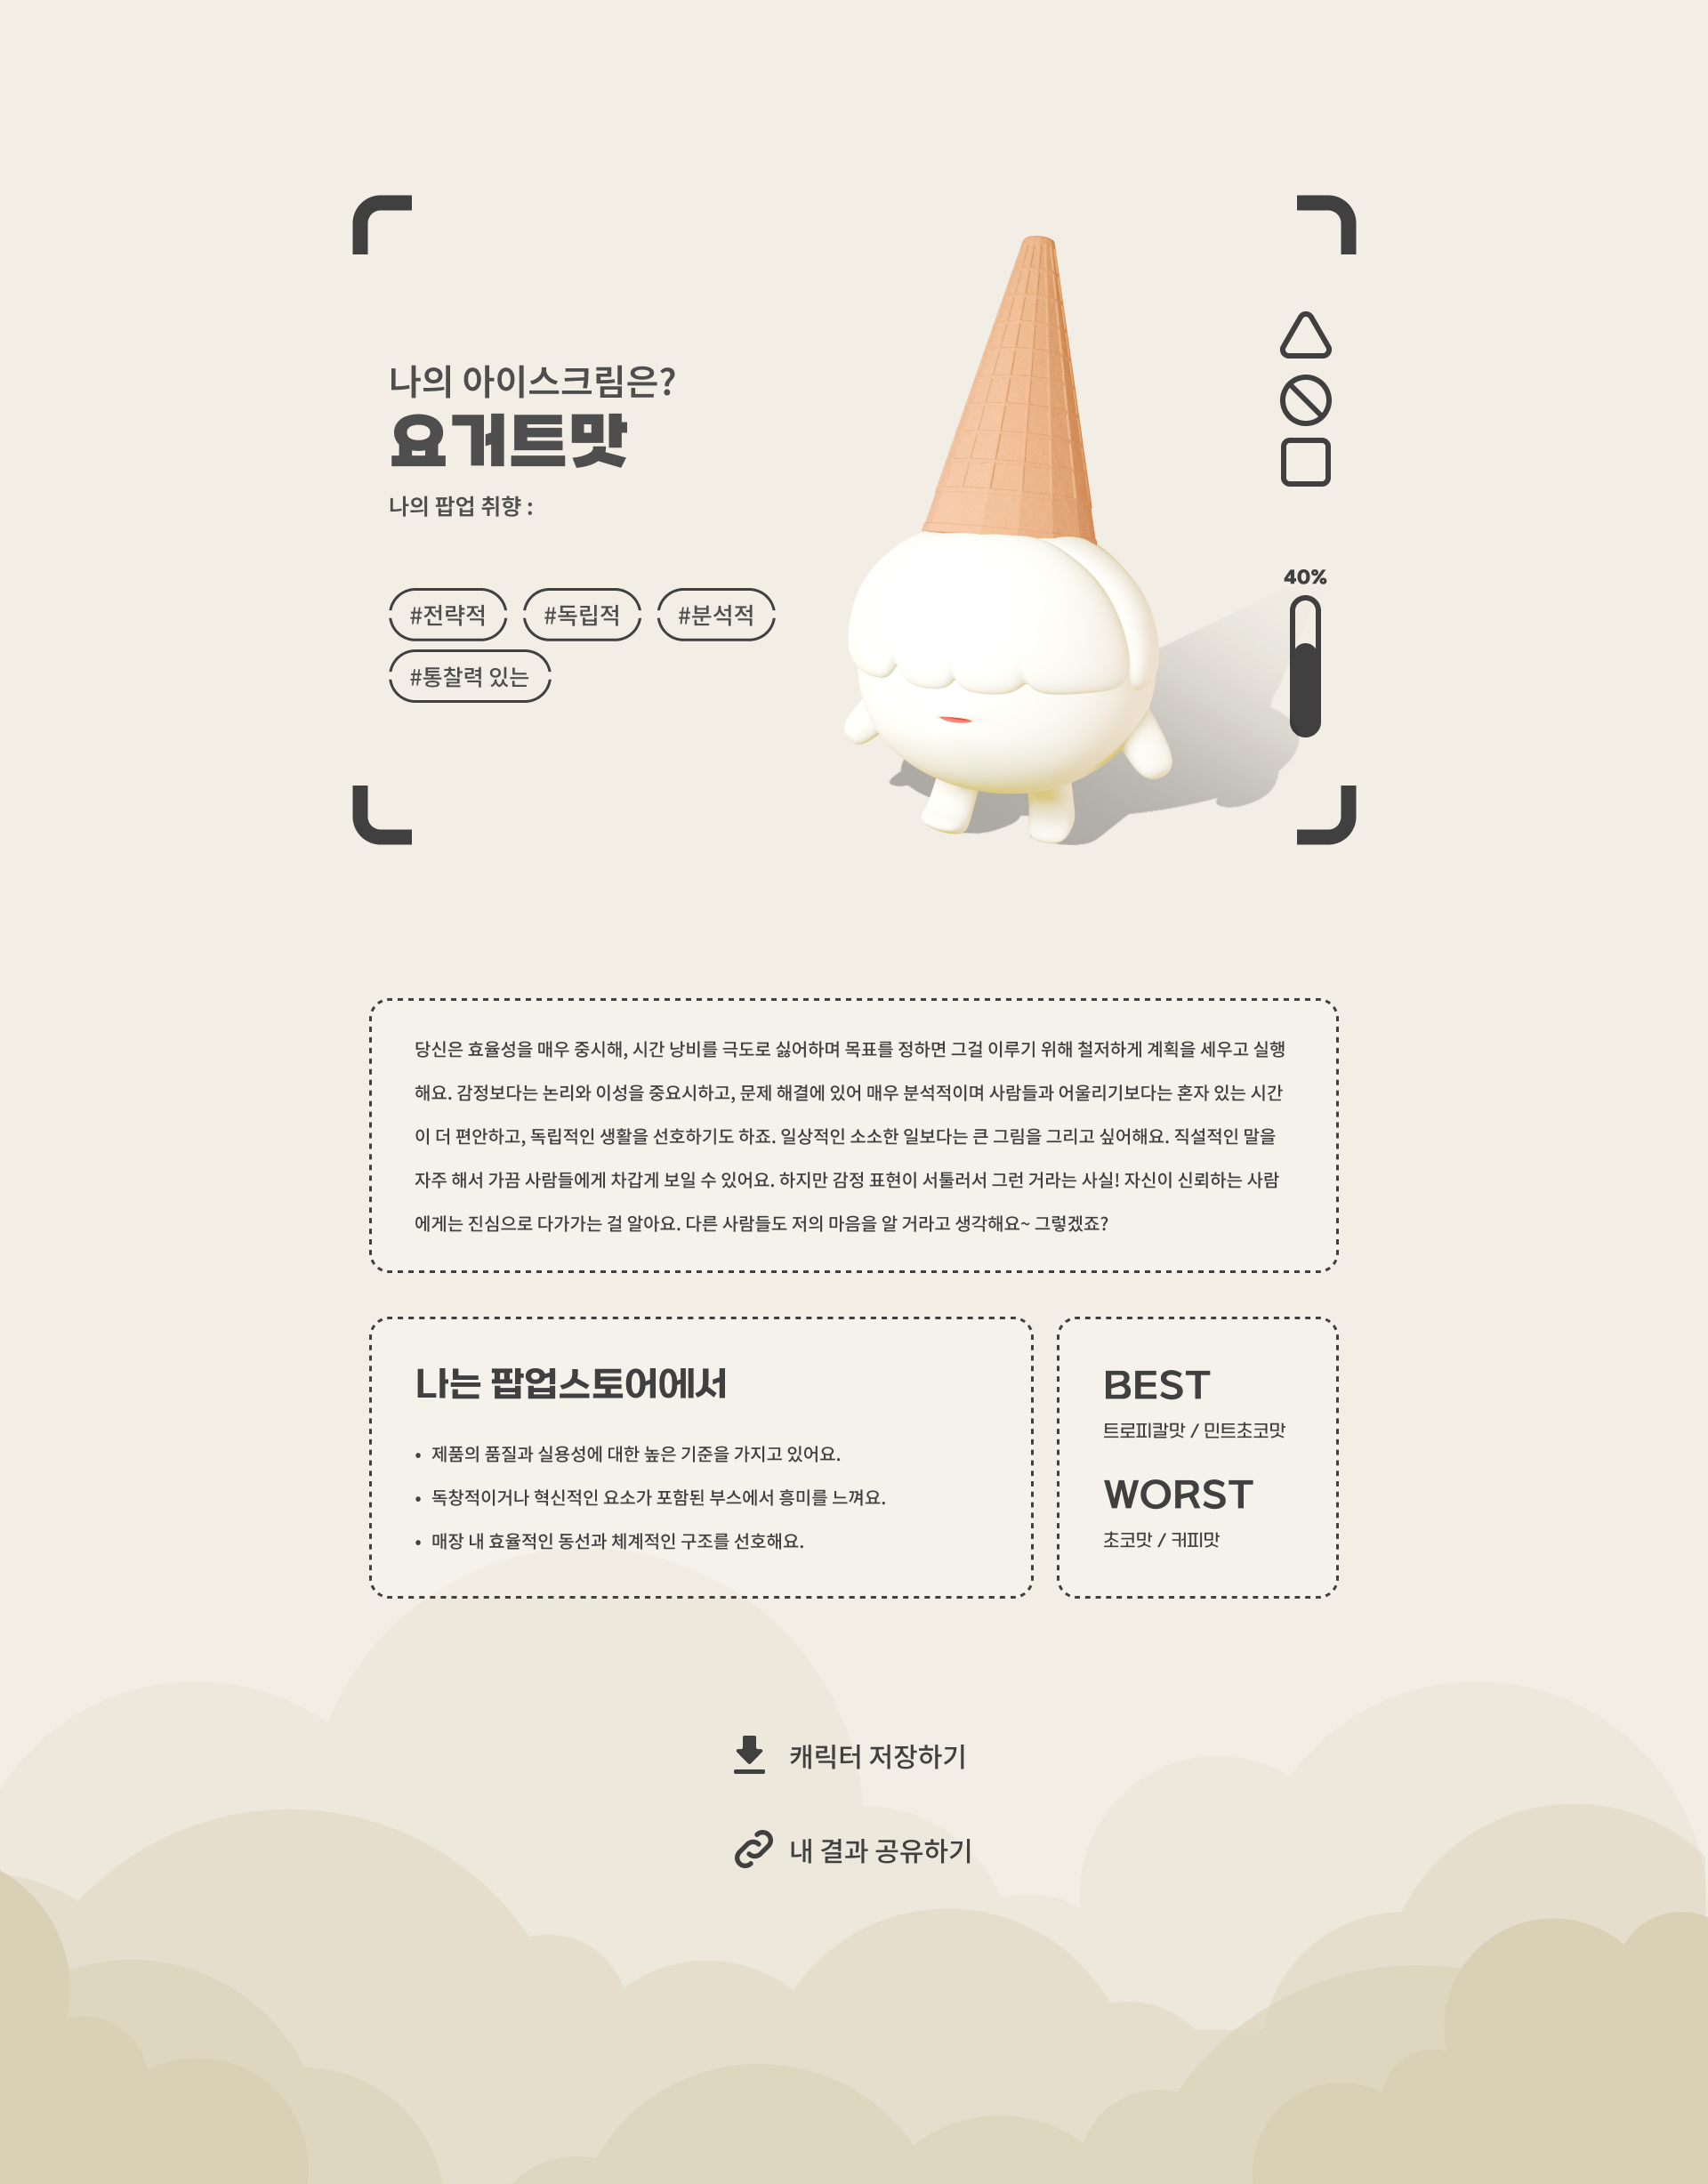 나의 아이스크림은?
요거트맛
나의 팝업 취향 :
#전략적 #독립적 #분석적
#통찰력 있는
40%
당신은 효율성을 매우 중시해, 시간 낭비를 극도로 싫어하며 목표를 정하면 그걸 이루기 위해 철저하게 계획을 세우고 실행
해요. 감정보다는 논리와 이성을 중요시하고, 문제 해결에 있어 매우 분석적이며 사람들과 어울리기보다는 혼자 있는 시간
이 더 편안하고, 독립적인 생활을 선호하기도 하죠. 일상적인 소소한 일보다는 큰 그림을 그리고 싶어해요. 직설적인 말을
자주 해서 가끔 사람들에게 차갑게 보일 수 있어요. 하지만 감정 표현이 서툴러서 그런 거라는 사실! 자신이 신뢰하는 사람
에게는 진심으로 다가가는 걸 알아요. 다른 사람들도 저의 마음을 알 거라고 생각해요~ 그렇겠죠?
나는 팝업스토어에서
• 제품의 품질과 실용성에 대한 높은 기준을 가지고 있어요.
• 독창적이거나 혁신적인 요소가 포함된 부스에서 흥미를 느껴요.
• 매장 내 효율적인 동선과 체계적인 구조를 선호해요.
BEST
트로피칼맛 / 민트초코맛
WORST
초코맛 / 커피맛
캐릭터 저장하기
내 결과 공유하기